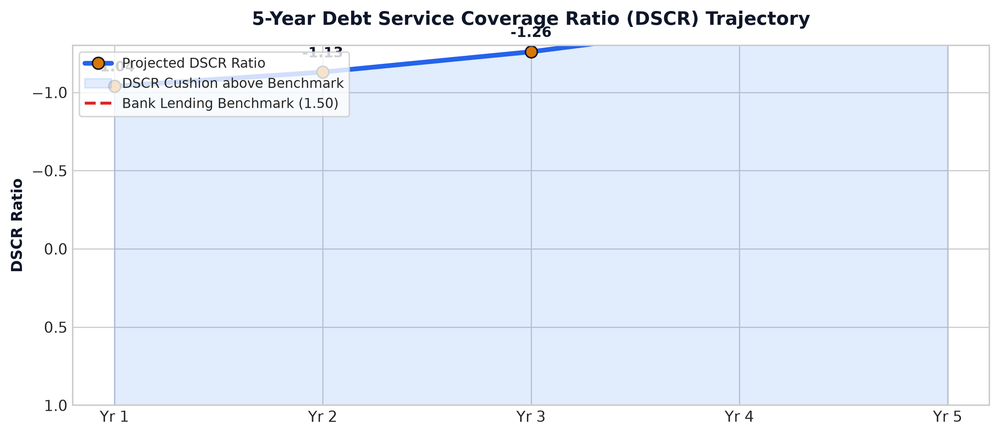 5-Year Debt Service Coverage Ratio (DSCR) Trajectory
-1.26
-1.13
1.04
Projected DSCR Ratio
DSCR Cushion above Benchmark
Bank Lending Benchmark (1.50)
−1.0
−0.5
0.0
0.5
1.0
DSCR Ratio
Yr 1
Yr 2
Yr 3
Yr 4
Yr 5